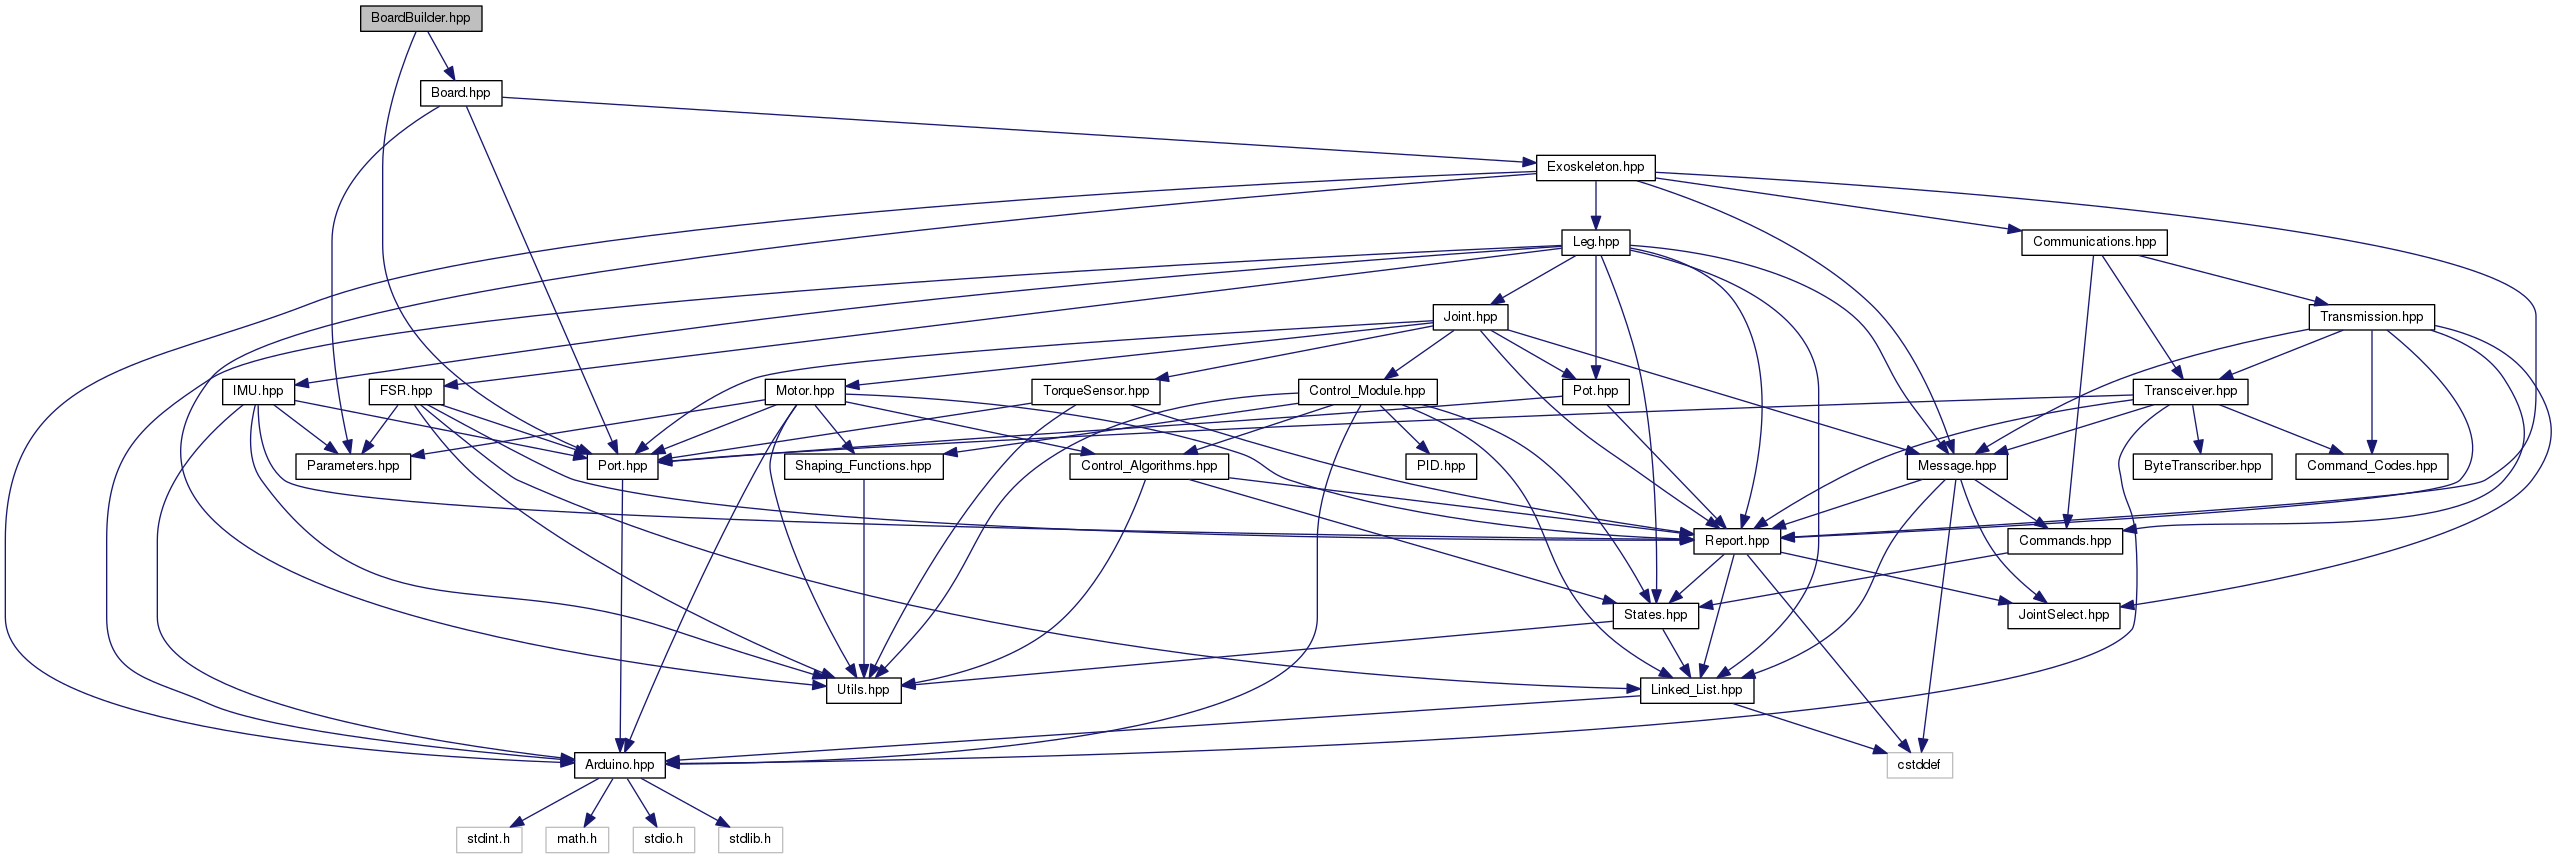 BoardBuilder.hpp
Board.hpp
Exoskeleton.hpp
Leg.hpp
Communications.hpp
Joint.hpp
Transmission.hpp
IMU.hpp
FSR.hpp
Motor.hpp
TorqueSensor.hpp
Control_Module.hpp
Pot.hpp
Transceiver.hpp
Parameters.hpp
Port.hpp
Shaping_Functions.hpp
Control_Algorithms.hpp
PID.hpp
Message.hpp
ByteTranscriber.hpp
Command_Codes.hpp
Report.hpp
Commands.hpp
States.hpp
JointSelect.hpp
Utils.hpp
Linked_List.hpp
Arduino.hpp
cstddef
stdint.h
math.h
stdio.h
stdlib.h